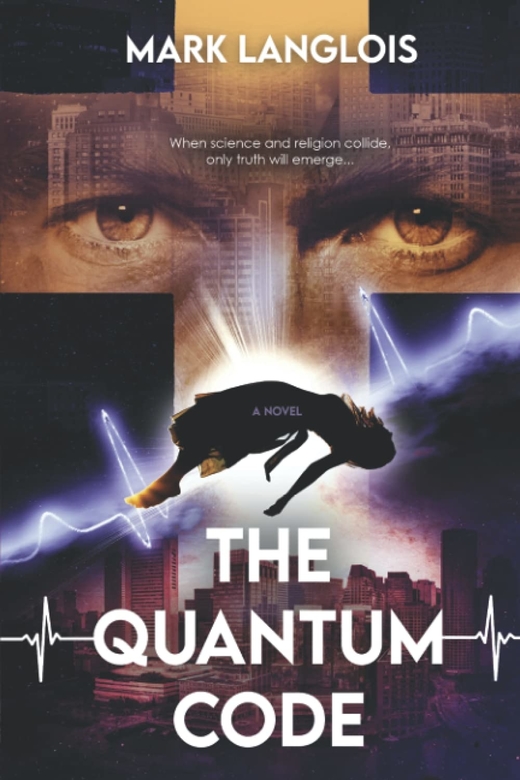 MARK LANGLOIS
When science and religion collide,
only truth will emerge...
A NOVEL
THE
QUANTUM
CODE